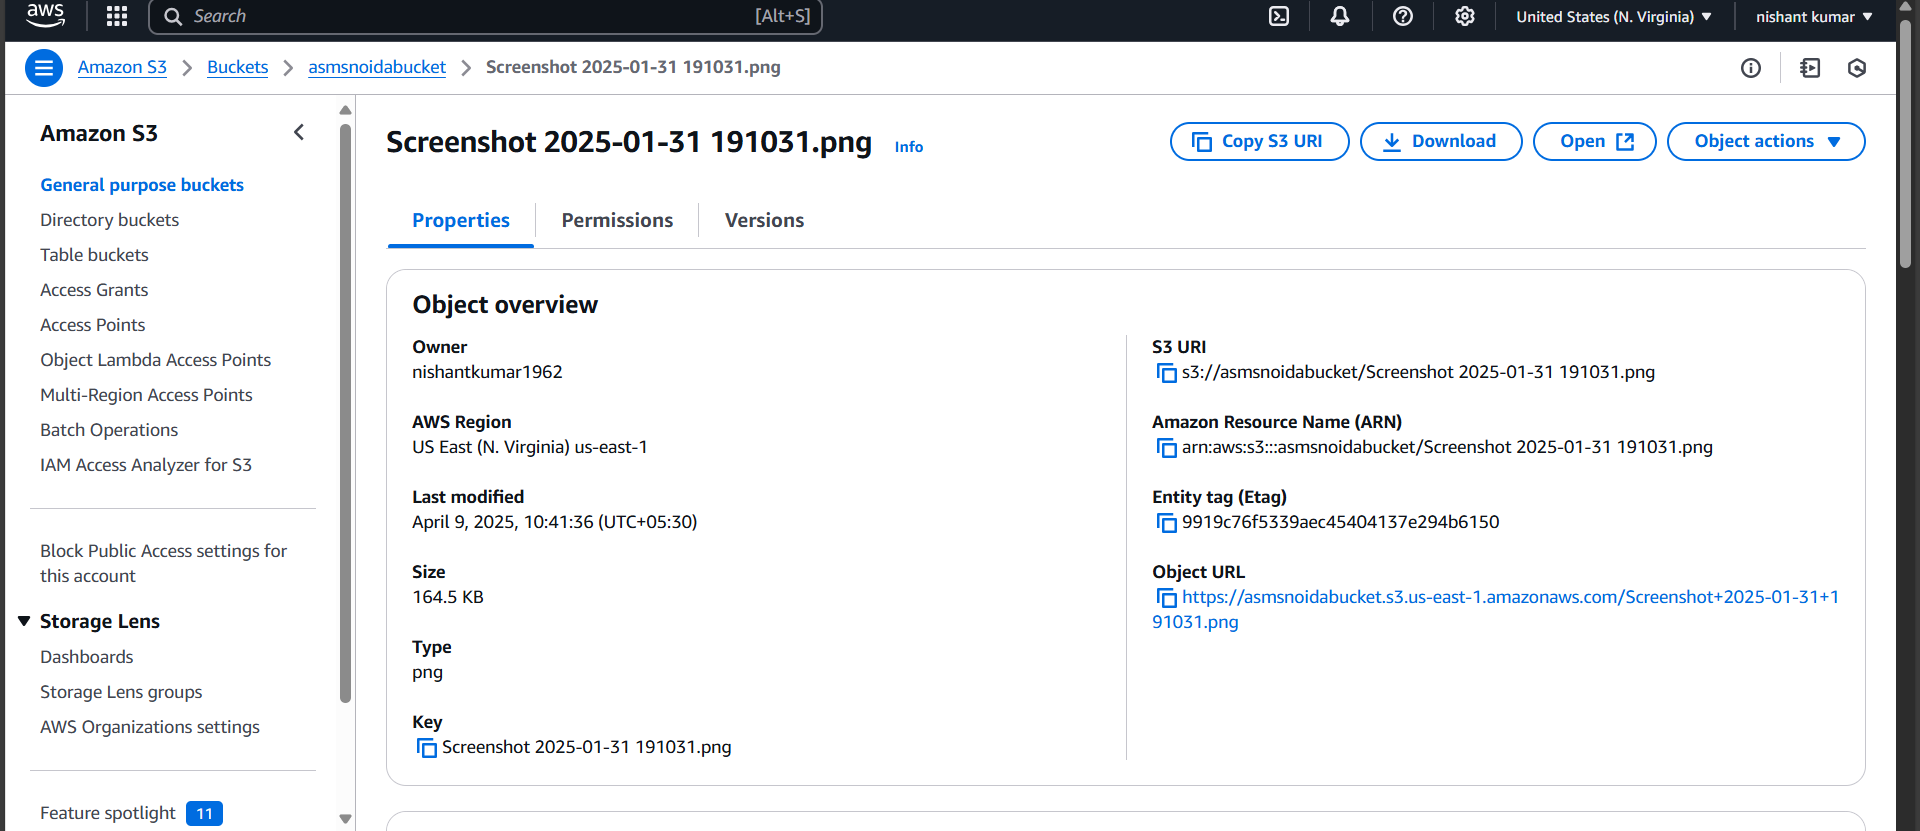 aws
Search [Alt+S]
United States (N. Virginia)
nishant kumar
Amazon S3
Buckets
asmsnoidabucket
Screenshot 2025-01-31 191031.png
Amazon S3
General purpose buckets
Directory buckets
Table buckets
Access Grants
Access Points
Object Lambda Access Points
Multi-Region Access Points
Batch Operations
IAM Access Analyzer for S3
Block Public Access settings for
this account
Storage Lens
Dashboards
Storage Lens groups
AWS Organizations settings
Feature spotlight 11
Screenshot 2025-01-31 191031.png Info
Copy S3 URI
Download
Open
Object actions
Properties
Permissions
Versions
Object overview
Owner
nishantkumar1962
AWS Region
US East (N. Virginia) us-east-1
Last modified
April 9, 2025, 10:41:36 (UTC+05:30)
Size
164.5 KB
Type
png
Key
Screenshot 2025-01-31 191031.png
S3 URI
s3://asmsnoidabucket/Screenshot 2025-01-31 191031.png
Amazon Resource Name (ARN)
arn:aws:s3:::asmsnoidabucket/Screenshot 2025-01-31 191031.png
Entity tag (Etag)
9919c76f5339aec45404137e294b6150
Object URL
https://asmsnoidabucket.s3.us-east-1.amazonaws.com/Screenshot+2025-01-31+1
91031.png